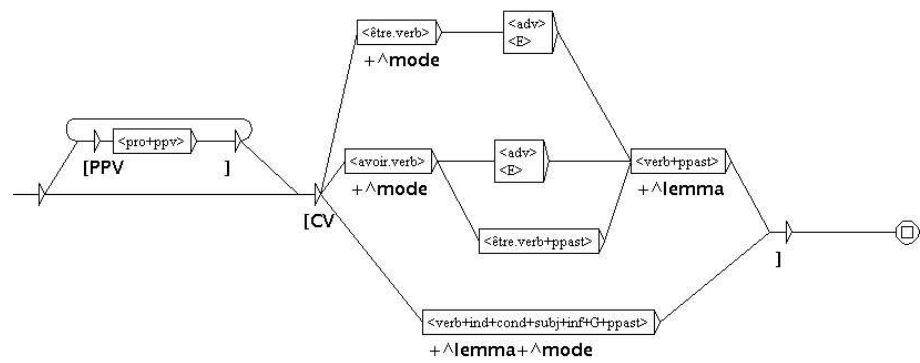 <être.verb>
+^mode
<adv>
<E>
<pro+ppv>
[PPV
]
<avoir.verb>
+^mode
<adv>
<E>
<verb+ppast>
+^lemma
[CV
<être.verb+ppast>
]
<verb+ind+cond+subj+inf+G+ppast>
+^lemma+^mode